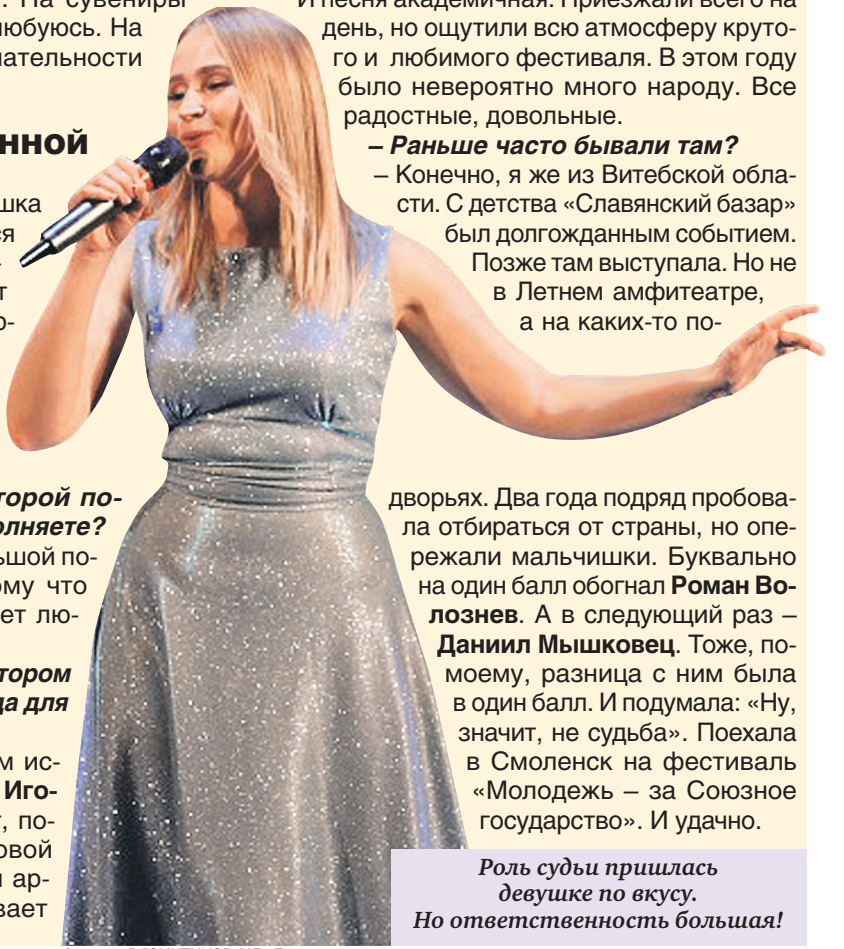 На сувениры
любуюсь. На
нной
шка
ся
т
торой по-
олняете?
ьшой по-
ому что
ет лю-
тором
да для
м ис-
Иго-
, по-
овой
ар-
вает
И песня академичная. Приезжали всего на
день, но ощутили всю атмосферу круто-
го и любимого фестиваля. В этом году
было невероятно много народу. Все
радостные, довольные.
– Раньше часто бывали там?
– Конечно, я же из Витебской обла-
сти. С детства «Славянский базар»
был долгожданным событием.
Позже там выступала. Но не
в Летнем амфитеатре,
а на каких-то по-
дворьях. Два года подряд пробова-
ла отбираться от страны, но опе-
режали мальчишки. Буквально
на один балл обогнал Роман Во-
лознев. А в следующий раз –
Даниил Мышковец. Тоже, по-
моему, разница с ним была
в один балл. И подумала: «Ну,
значит, не судьба». Поехала
в Смоленск на фестиваль
«Молодежь – за Союзное
государство». И удачно.
Роль судьи пришлась
девушке по вкусу.
Но ответственность большая!